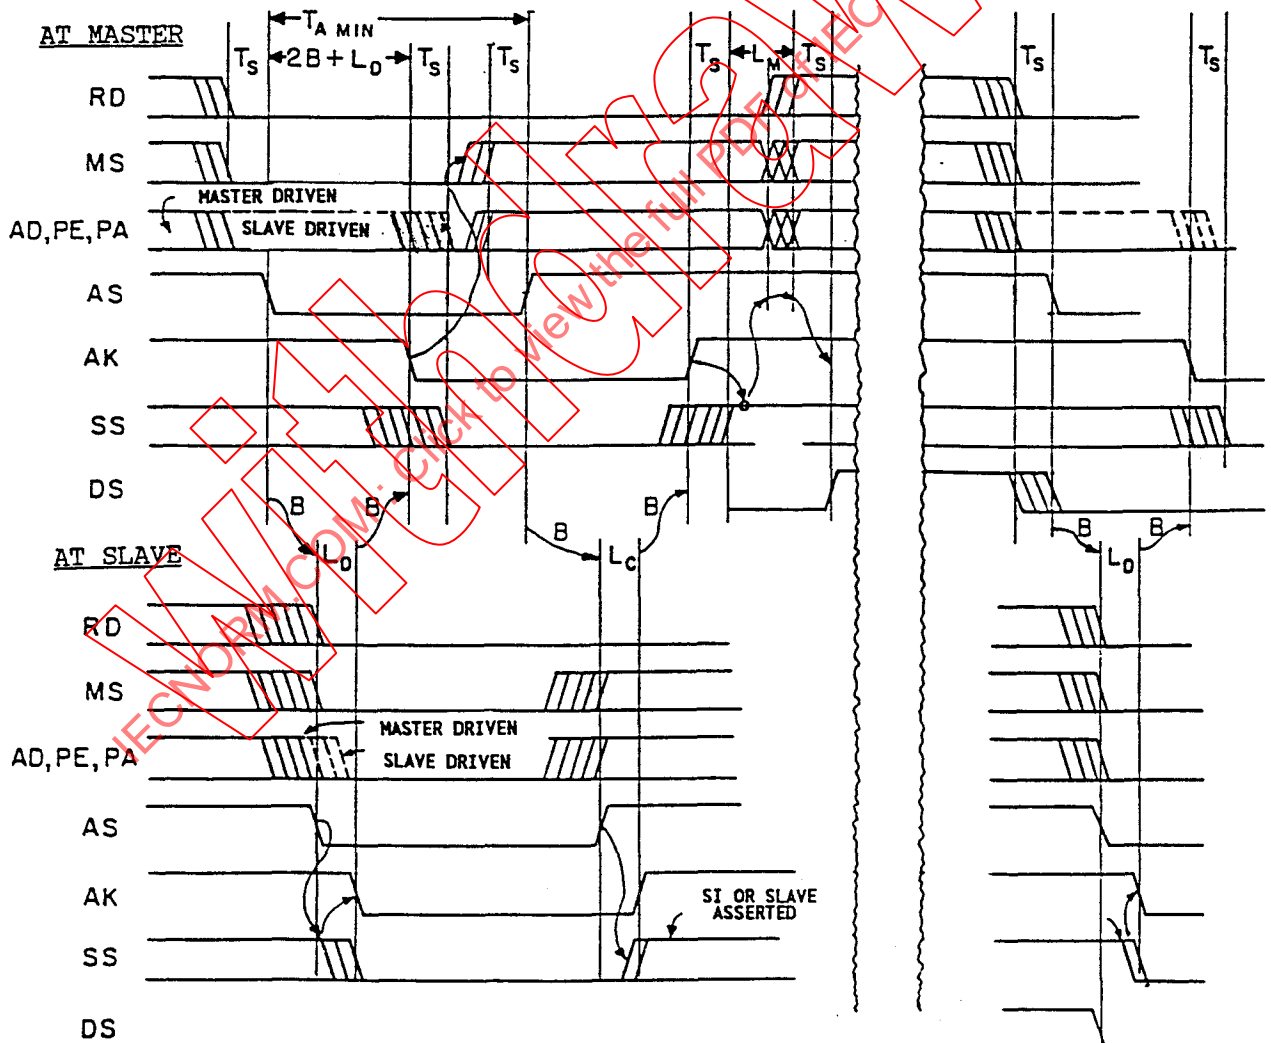 AT MASTER
T_A MIN
T_S 2B + L_D T_S T_S T_S L_M T_S T_S T_S
RD
MS
MASTER DRIVEN
AD, PE, PA SLAVE DRIVEN
AS
AK
SS
DS
B B B B B B
AT SLAVE
L_D L_C L_D
RD
MS
MASTER DRIVEN
AD, PE, PA SLAVE DRIVEN
AS
AK
SI OR SLAVE
ASSERTED
SS
DS
IECNORM.COM: Click to view the full PDF of IEC